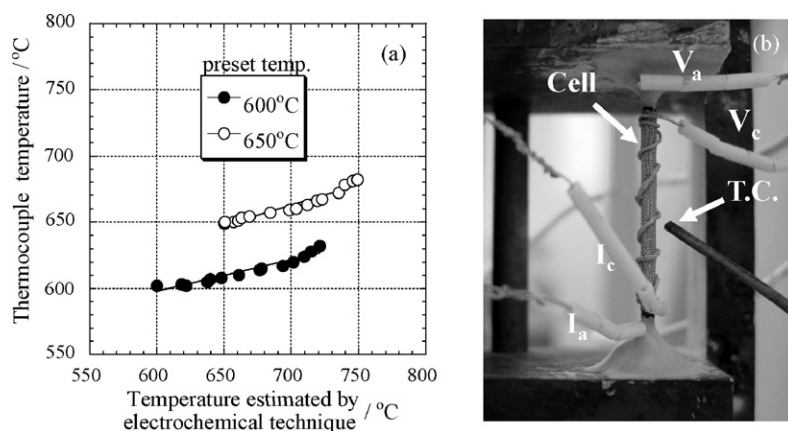 (a)
preset temp.
600°C
650°C
Thermocouple temperature /°C
800
750
700
650
600
550
600
650
700
750
800
Temperature estimated by
electrochemical technique / °C
(b)
Va
Cell
Vc
T.C.
Ic
Ia